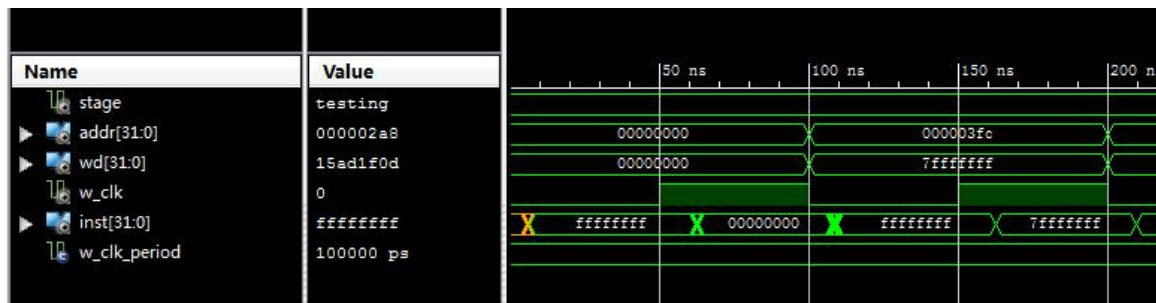 50 ns 100 ns 150 ns 200 n
Name Value
stage testing
addr[31:0] 000002a8 00000000 000003fc
wd[31:0] 15ad1f0d 00000000 7fffffff
w_clk 0
inst[31:0] ffffffff ffffffff 00000000 ffffffff 7fffffff
w_clk_period 100000 ps